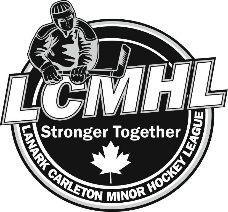 LCMHL
Stronger Together
LANARK CARLETON MINOR HOCKEY LEAGUE